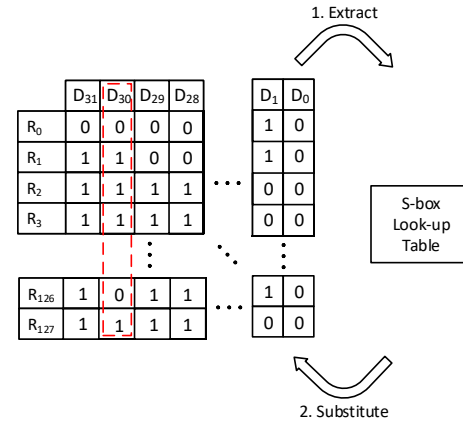 1. Extract
D31 D30 D29 D28 D1 D0
R0 0 0 0 0 1 0
R1 1 1 0 0 1 0
R2 1 1 1 1 ... 0 0
R3 1 1 1 1 0 0
S-box
Look-up
Table
R126 1 0 1 1 ... 1 0
R127 1 1 1 1 0 0
2. Substitute